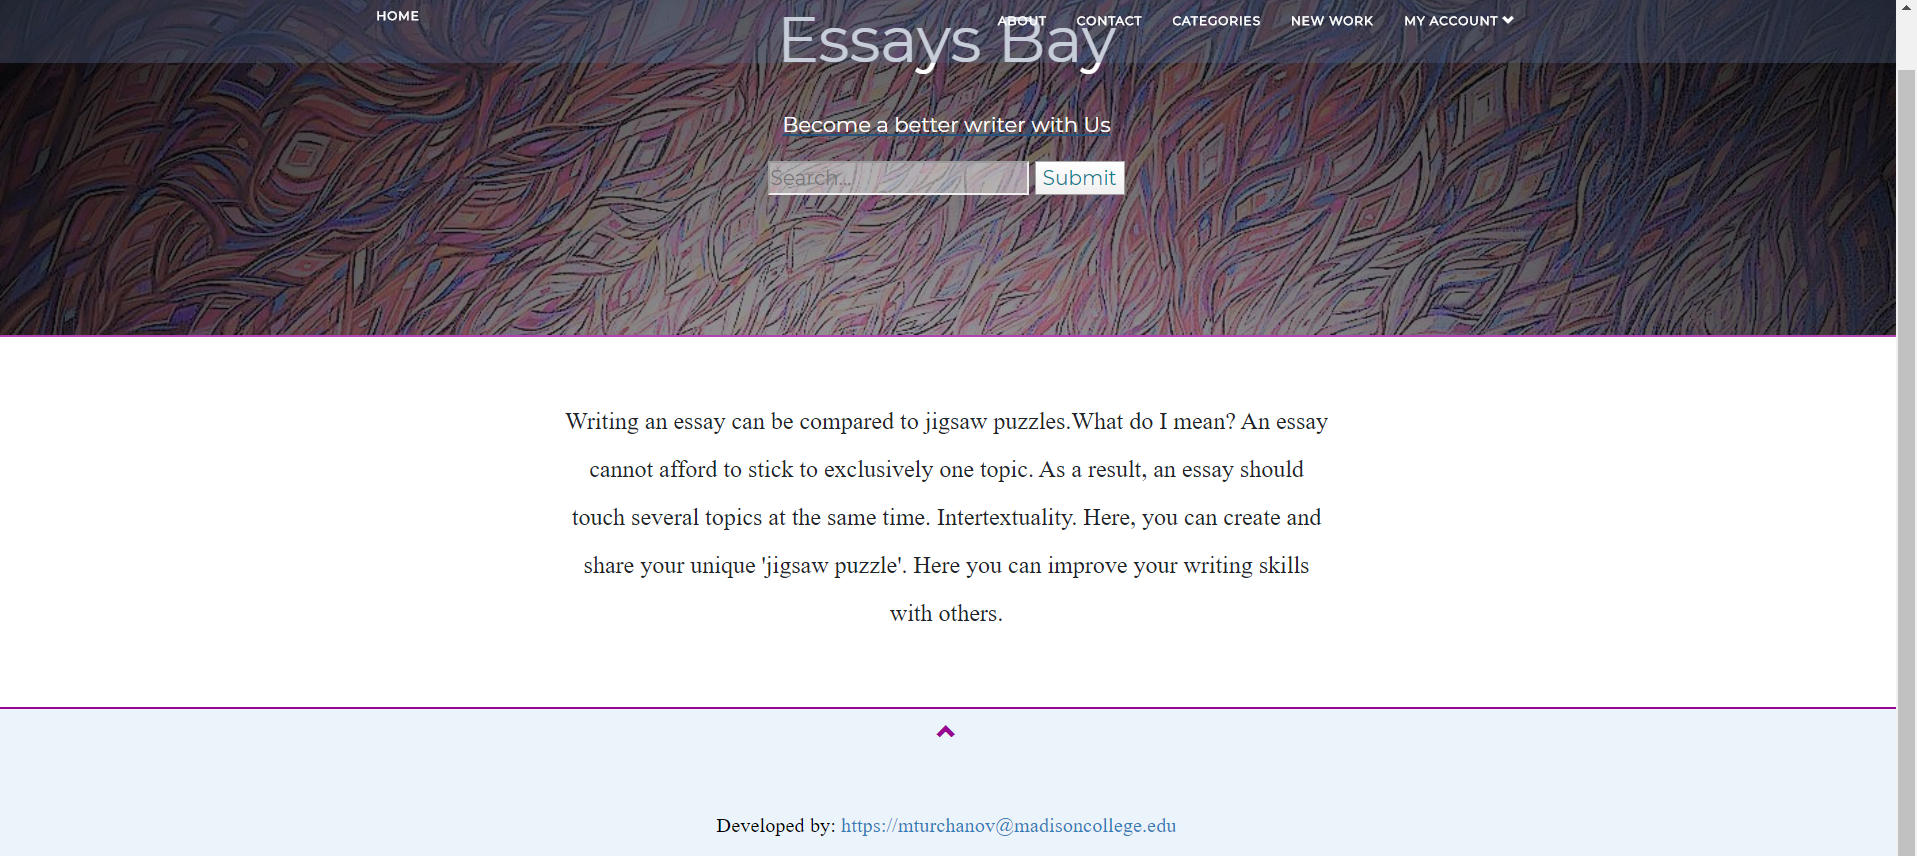 HOME
ABOUT CONTACT CATEGORIES NEW WORK MY ACCOUNT
Essays Bay
Become a better writer with Us
Search... Submit
Writing an essay can be compared to jigsaw puzzles.What do I mean? An essay
cannot afford to stick to exclusively one topic. As a result, an essay should
touch several topics at the same time. Intertextuality. Here, you can create and
share your unique 'jigsaw puzzle'. Here you can improve your writing skills
with others.
Developed by: https://mturchanov@madisoncollege.edu